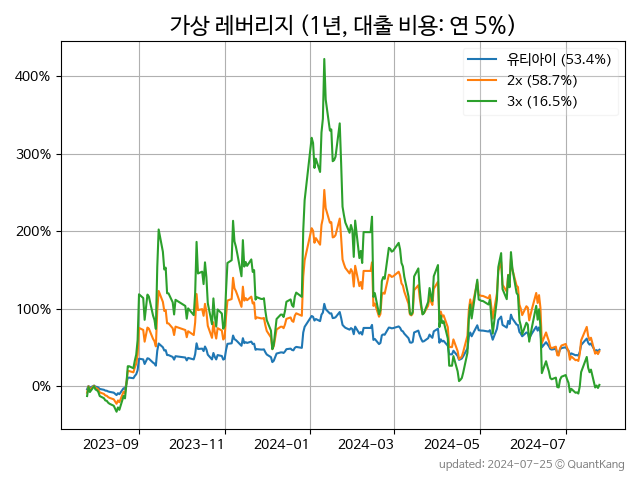 가상 레버리지 (1년, 대출 비용: 연 5%)
유티아이 (53.4%)
2x (58.7%)
3x (16.5%)
400%
300%
200%
100%
0%
2023-09 2023-11 2024-01 2024-03 2024-05 2024-07
updated: 2024-07-25 © QuantKang